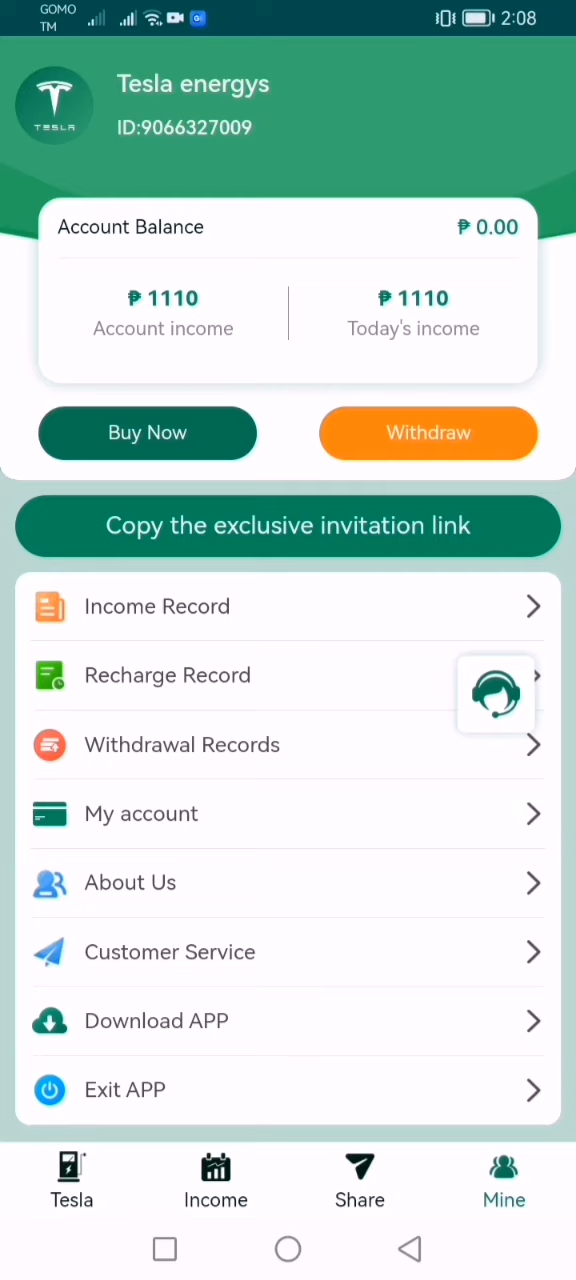 GOMO
TM
2:08
TESLA
Tesla energys
ID:9066327009
Account Balance
₱ 0.00
₱ 1110
₱ 1110
Account income
Today's income
Buy Now
Withdraw
Copy the exclusive invitation link
Income Record
Recharge Record
Withdrawal Records
My account
About Us
Customer Service
Download APP
Exit APP
Tesla
Income
Share
Mine